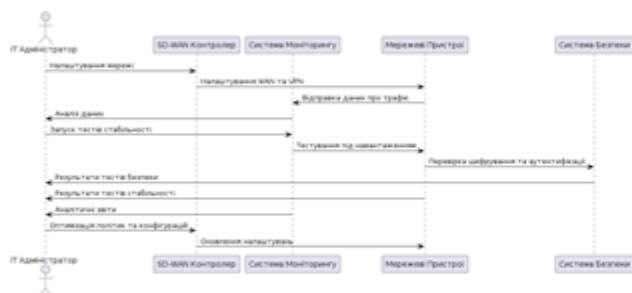 ІТ Адміністратор
SD-WAN Контролер
Система Моніторингу
Мережеві Пристрої
Система Безпеки
Налаштування мережі
Налаштування WAN та VPN
Відправка даних про трафік
Аналіз даних
Запуск тестів стабільності
Тестування під навантаженням
Перевірка шифрування та аутентифікації
Результати тестів безпеки
Результати тестів стабільності
Аналітичні звіти
Оптимізація політик та конфігурацій
Оновлення налаштувань
ІТ Адміністратор
SD-WAN Контролер
Система Моніторингу
Мережеві Пристрої
Система Безпеки